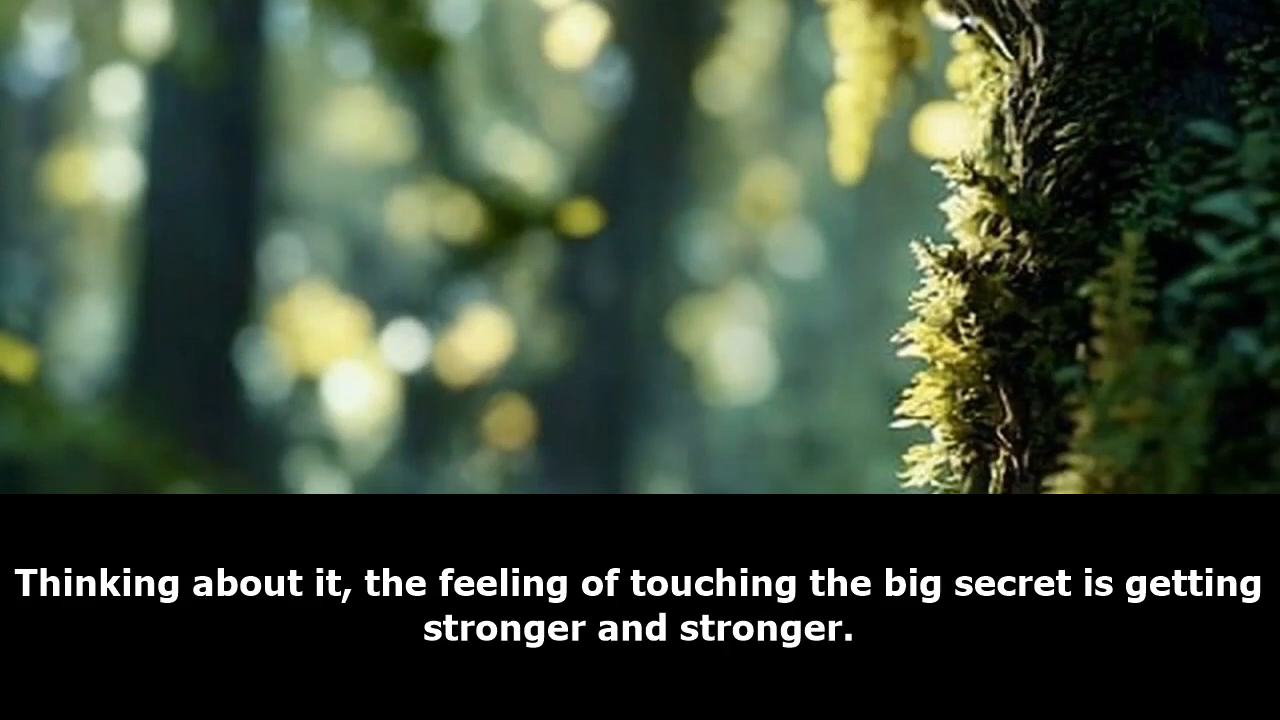 Thinking about it, the feeling of touching the big secret is getting
stronger and stronger.